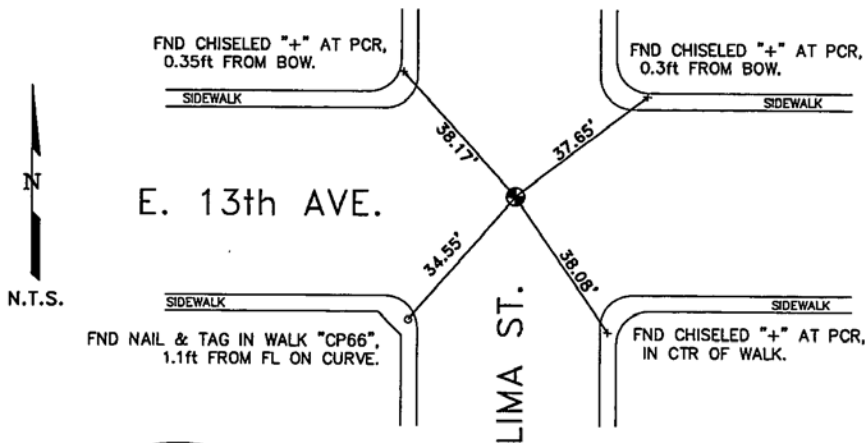 FND CHISELED "+" AT PCR,
0.35ft FROM BOW.
FND CHISELED "+" AT PCR,
0.3ft FROM BOW.
SIDEWALK
SIDEWALK
38.17'
37.65'
N
E. 13th AVE.
34.55'
38.08'
N.T.S.
SIDEWALK
SIDEWALK
FND NAIL & TAG IN WALK "CP66",
1.1ft FROM FL ON CURVE.
LIMA ST.
FND CHISELED "+" AT PCR,
IN CTR OF WALK.